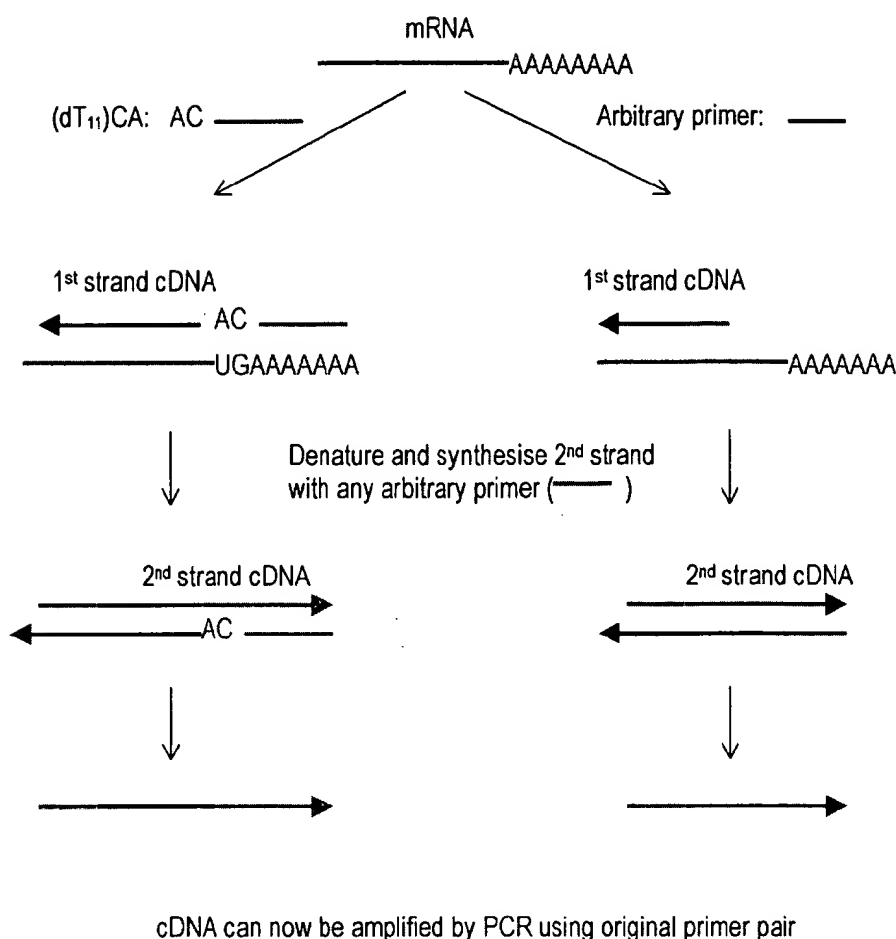 mRNA
AAAAAAAA
(dT₁₁)CA: AC
Arbitrary primer:
1ˢᵗ strand cDNA
1ˢᵗ strand cDNA
AC
UGAAAAAAA
AAAAAAA
Denature and synthesise 2ⁿᵈ strand
with any arbitrary primer ( )
2ⁿᵈ strand cDNA
2ⁿᵈ strand cDNA
AC
cDNA can now be amplified by PCR using original primer pair